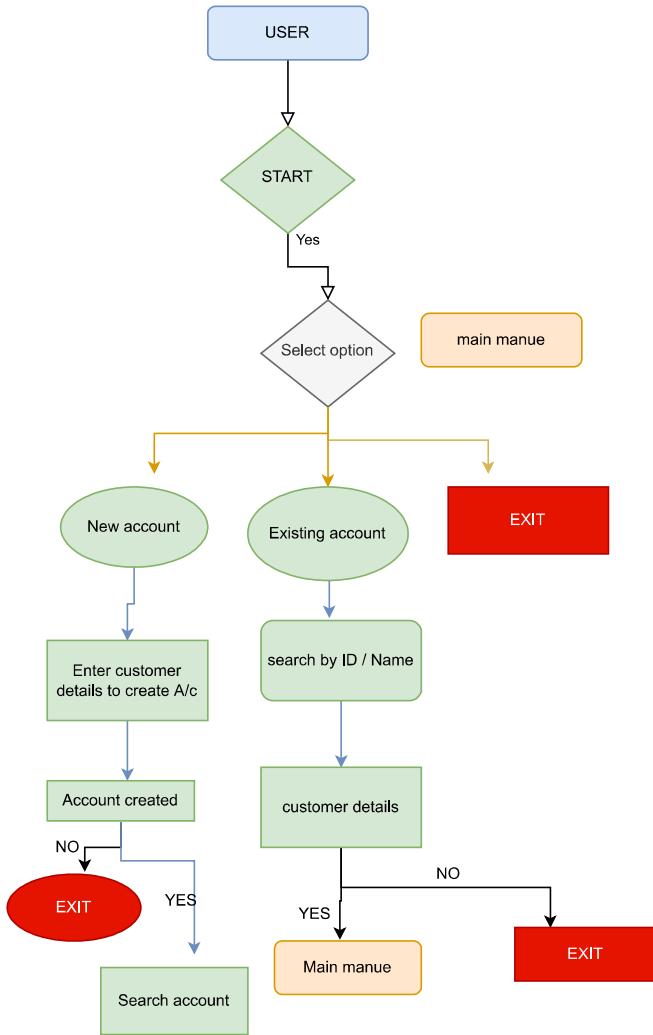 USER
START
Yes
Select option
main manue
New account
Existing account
EXIT
Enter customer
details to create A/c
search by ID / Name
Account created
customer details
NO
EXIT
YES
Search account
YES
NO
Main manue
EXIT